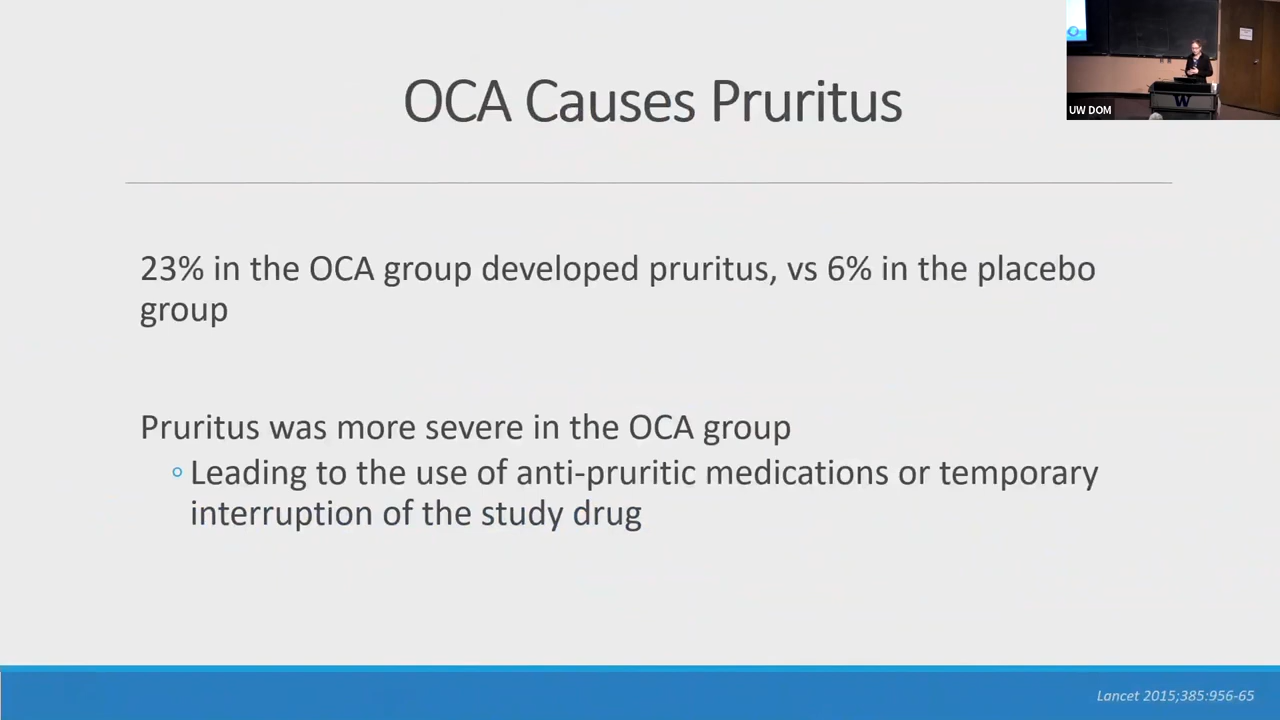 OCA Causes Pruritus
UW DOM
W
23% in the OCA group developed pruritus, vs 6% in the placebo
group
Pruritus was more severe in the OCA group
Leading to the use of anti-pruritic medications or temporary
interruption of the study drug
Lancet 2015;385:956-65